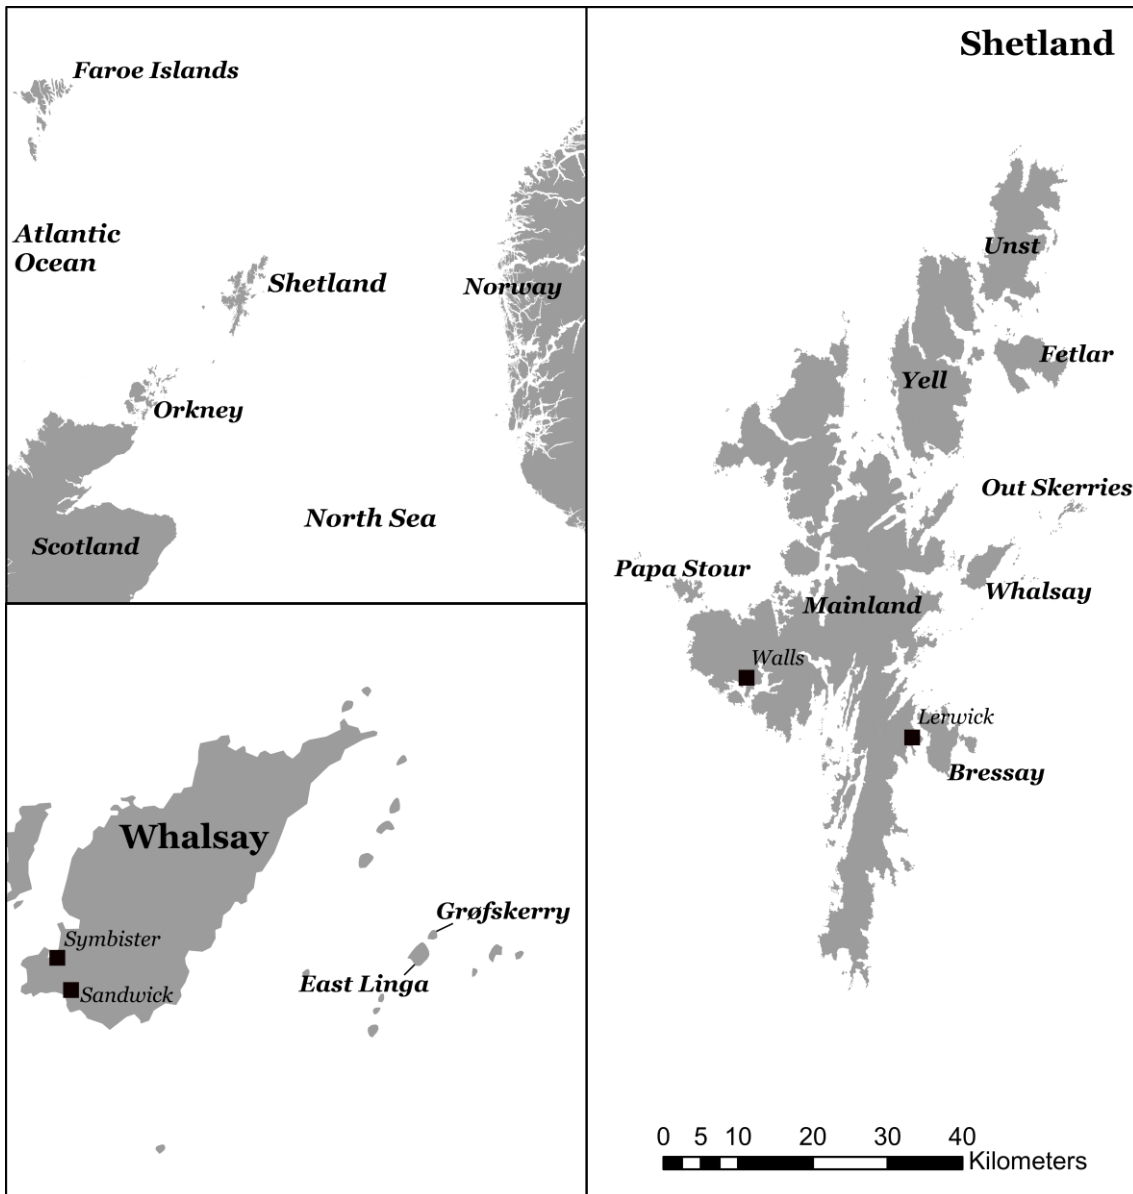 Faroe Islands
Atlantic
Ocean
Shetland
Norway
Orkney
North Sea
Scotland
Whalsay
Grøfskerry
Symbister
East Linga
Sandwick
Shetland
Unst
Fetlar
Yell
Out Skerries
Papa Stour
Whalsay
Mainland
Walls
Lerwick
Bressay
0 5 10 20 30 40
Kilometers